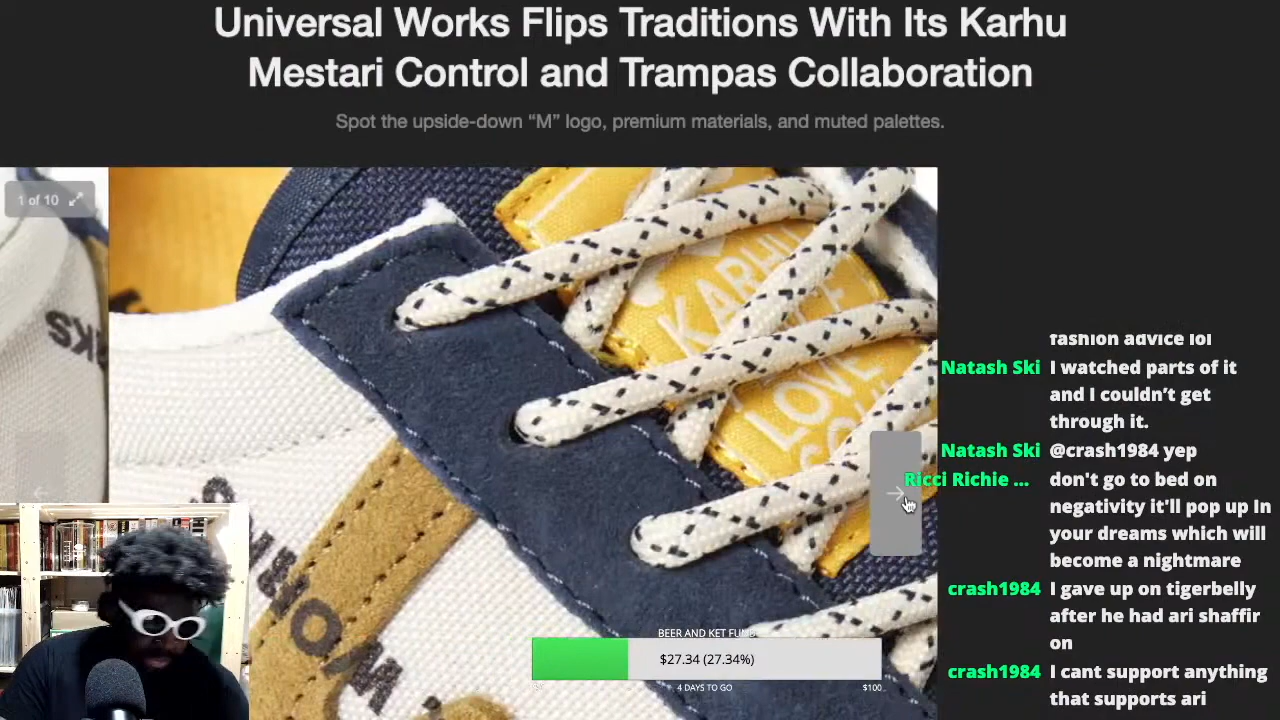 Universal Works Flips Traditions With Its Karhu
Mestari Control and Trampas Collaboration
Spot the upside-down “M” logo, premium materials, and muted palettes.
1 of 10
KARHU
LOVE
fashion advice lol
Natash Ski I watched parts of it
and I couldn’t get
through it.
Natash Ski @crash1984 yep
Ricci Richie ... don't go to bed on
negativity it'll pop up In
your dreams which will
become a nightmare
crash1984 I gave up on tigerbelly
after he had ari shaffir
on
crash1984 I cant support anything
that supports ari
BEER AND KET FUND
$27.34 (27.34%)
4 DAYS TO GO
$100